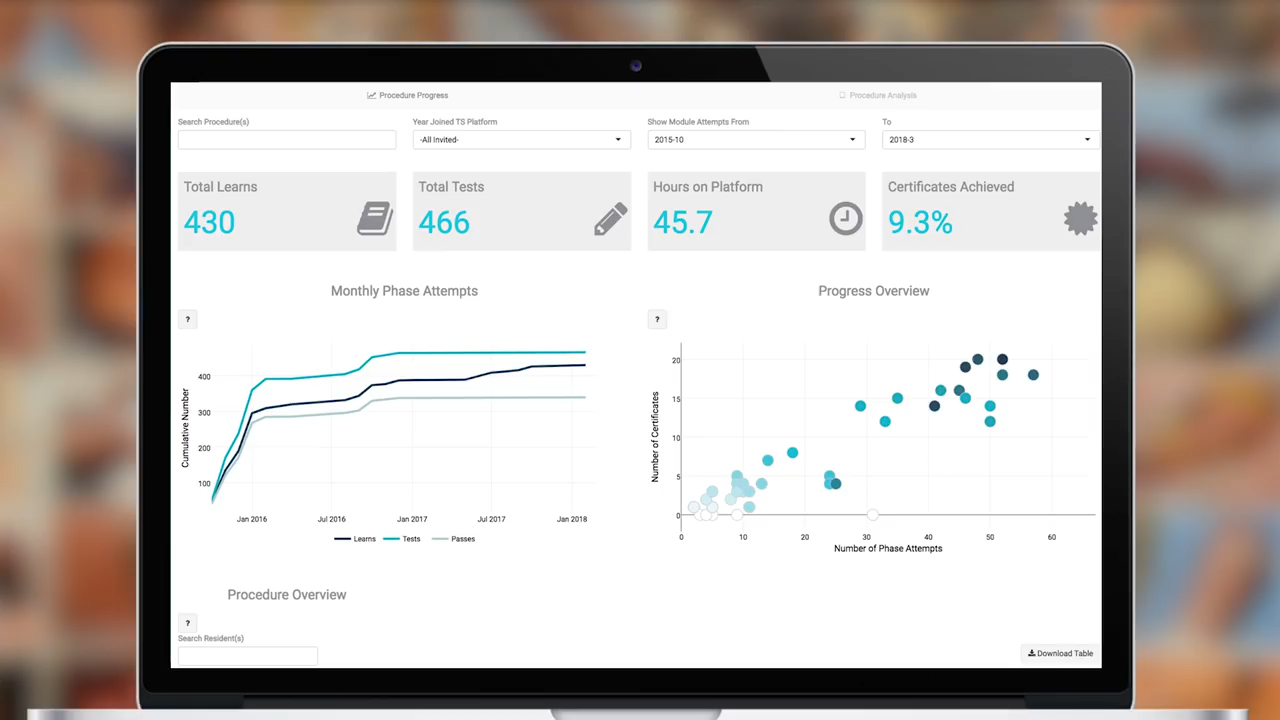 Procedure Progress
Procedure Analysis
Search Procedure(s)
Year Joined TS Platform
Show Module Attempts From
To
-All Invited-
2015-10
2018-3
Total Learns
Total Tests
Hours on Platform
Certificates Achieved
430
466
45.7
9.3%
Monthly Phase Attempts
Progress Overview
?
?
Cumulative Number
400
300
200
100
Jan 2016
Jul 2016
Jan 2017
Jul 2017
Jan 2018
Learns
Tests
Passes
Number of Certificates
20
15
10
5
0
0
10
20
30
40
50
60
Number of Phase Attempts
Procedure Overview
?
Search Resident(s)
Download Table